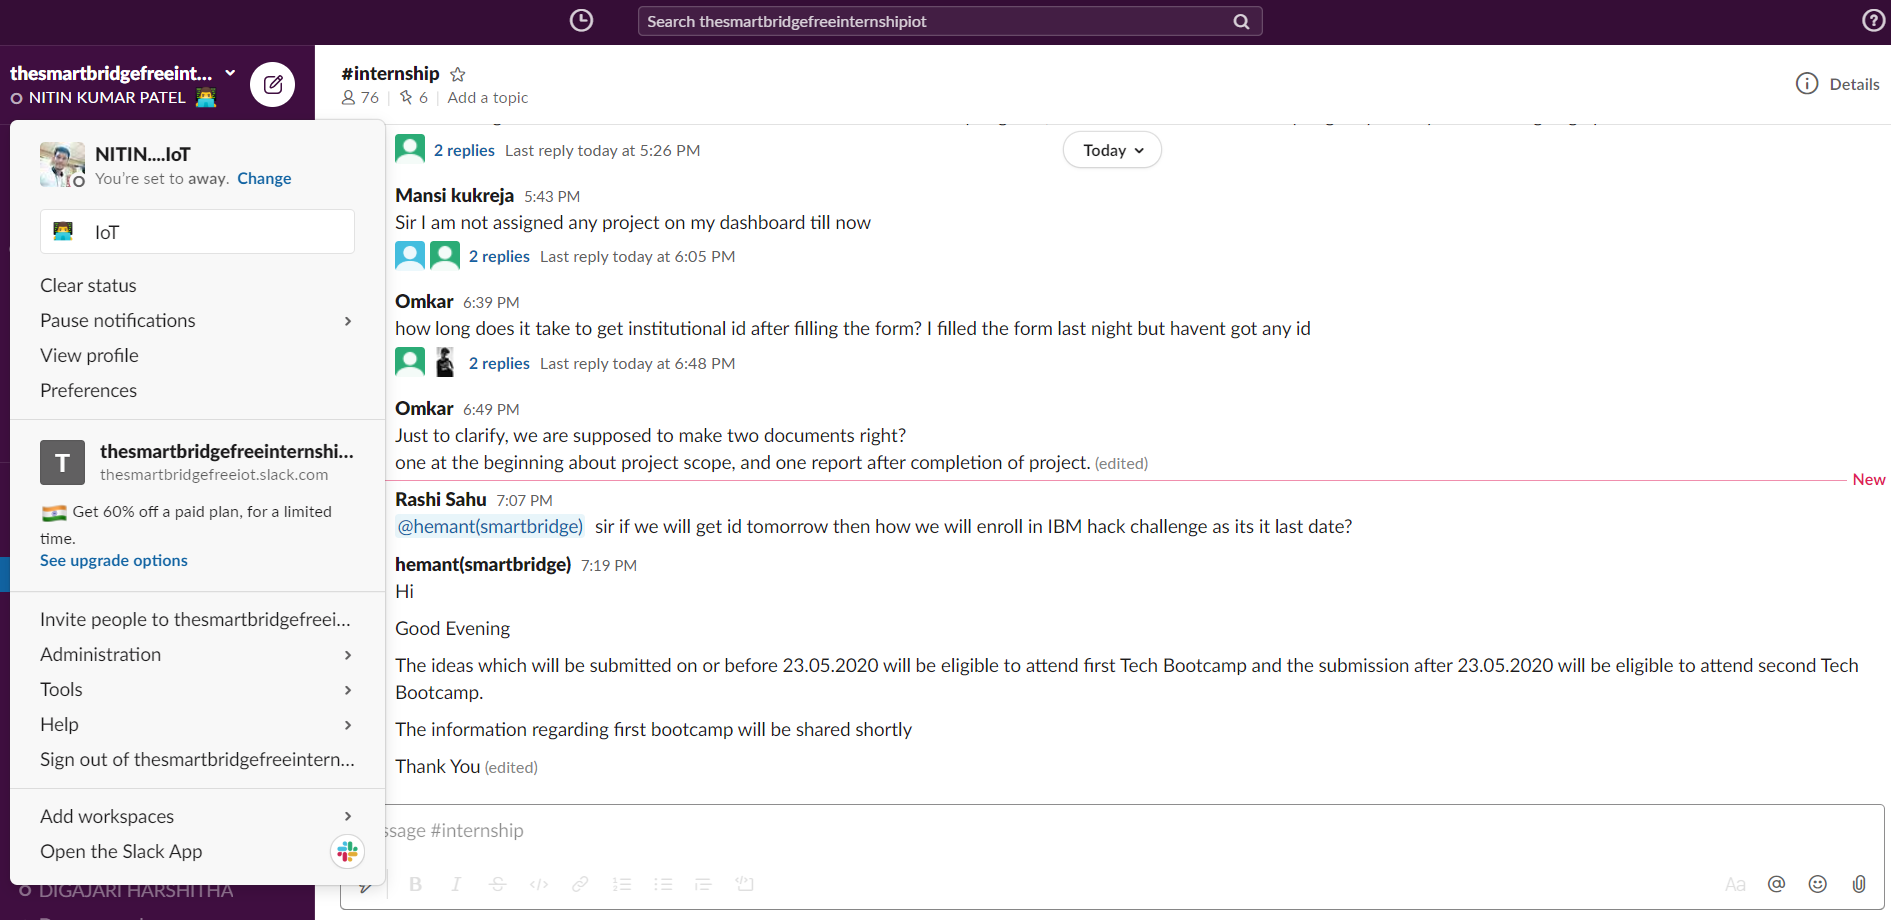 Search thesmartbridgefreeinternshipiot
thesmartbridgefreeint...
NITIN KUMAR PATEL
NITIN....IoT
You're set to away. Change
IoT
Clear status
Pause notifications
View profile
Preferences
T
thesmartbridgefreeinternshi...
thesmartbridgefreeiot.slack.com
Get 60% off a paid plan, for a limited
time.
See upgrade options
Invite people to thesmartbridgefreei...
Administration
Tools
Help
Sign out of thesmartbridgefreeintern...
Add workspaces
Open the Slack App
DIGAJARI HARSHITHA
#internship
76 | 6 | Add a topic
Details
Today
2 replies Last reply today at 5:26 PM
Mansi kukreja 5:43 PM
Sir I am not assigned any project on my dashboard till now
2 replies Last reply today at 6:05 PM
Omkar 6:39 PM
how long does it take to get institutional id after filling the form? I filled the form last night but havent got any id
2 replies Last reply today at 6:48 PM
Omkar 6:49 PM
Just to clarify, we are supposed to make two documents right?
one at the beginning about project scope, and one report after completion of project. (edited)
New
Rashi Sahu 7:07 PM
@hemant(smartbridge) sir if we will get id tomorrow then how we will enroll in IBM hack challenge as its it last date?
hemant(smartbridge) 7:19 PM
Hi
Good Evening
The ideas which will be submitted on or before 23.05.2020 will be eligible to attend first Tech Bootcamp and the submission after 23.05.2020 will be eligible to attend second Tech
Bootcamp.
The information regarding first bootcamp will be shared shortly
Thank You (edited)
ssage #internship
B I S </>
Aa @